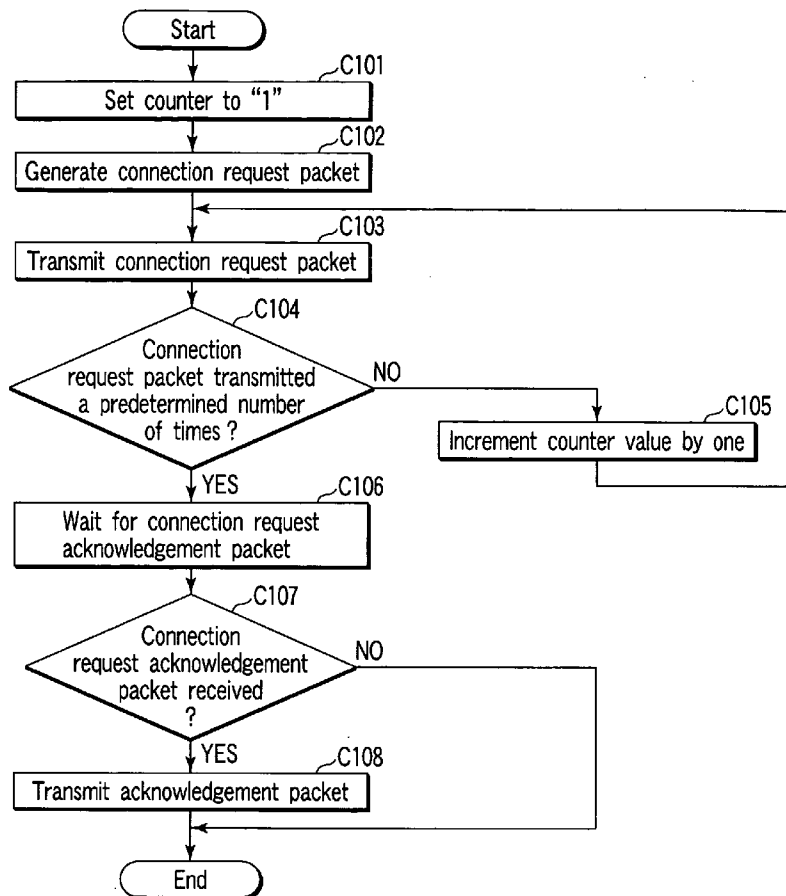 Start
C101
Set counter to “1”
C102
Generate connection request packet
C103
Transmit connection request packet
C104
Connection
request packet transmitted
a predetermined number
of times ?
NO
C105
Increment counter value by one
YES
C106
Wait for connection request
acknowledgement packet
C107
Connection
request acknowledgement
packet received
?
NO
YES
C108
Transmit acknowledgement packet
End